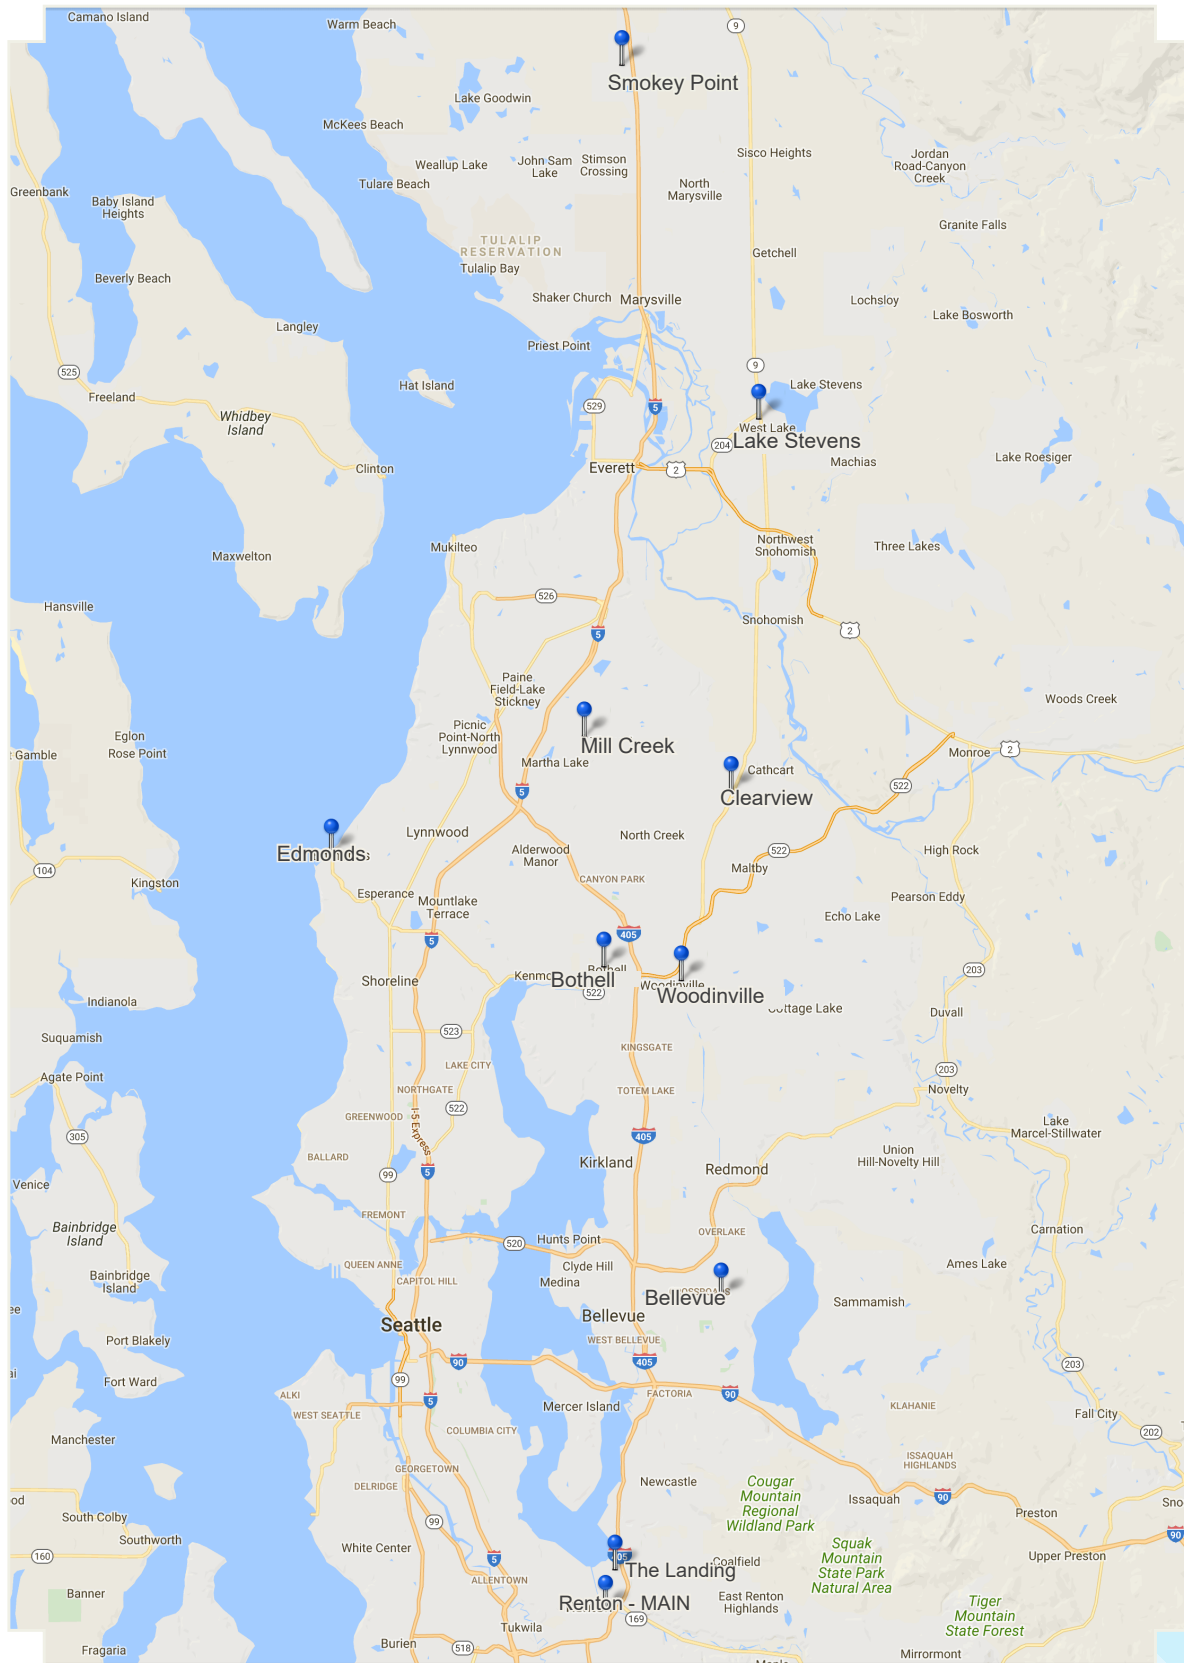 Camano Island
Warm Beach
9
Smokey Point
Lake Goodwin
McKees Beach
Weallup Lake
John Sam
Lake
Stimson
Crossing
Sisco Heights
Jordan
Road-Canyon
Creek
Tulare Beach
North
Marysville
Greenbank
Baby Island
Heights
Granite Falls
TULALIP
RESERVATION
Tulalip Bay
Getchell
Beverly Beach
Shaker Church
Marysville
Lochsloy
Lake Bosworth
Langley
Priest Point
525
9
Hat Island
Lake Stevens
Freeland
529
5
Whidbey
Island
West Lake
204
Lake Stevens
Clinton
Everett
2
Machias
Lake Roesiger
Mukilteo
Maxwelton
Northwest
Snohomish
Three Lakes
526
Hansville
5
Snohomish
2
Paine
Field-Lake
Stickney
Woods Creek
Picnic
Point-North
Lynnwood
Mill Creek
Eglon
Rose Point
t Gamble
Martha Lake
Monroe
2
Cathcart
5
522
Clearview
Lynnwood
North Creek
Edmonds
Alderwood
Manor
522
High Rock
104
Maltby
Kingston
CANYON PARK
Esperance
Mountlake
Terrace
Pearson Eddy
Echo Lake
5
405
203
Shoreline
Bothell
522
Woodinville
Woodinville
Indianola
Cottage Lake
Duvall
Suquamish
523
KINGSGATE
LAKE CITY
203
Agate Point
NORTHGATE
TOTEM LAKE
Novelty
GREENWOOD
522
I-5 Express
305
405
Lake
Marcel-Stillwater
BALLARD
Kirkland
Redmond
Union
Hill-Novelty Hill
99
5
Venice
FREMONT
Bainbridge
Island
520
Hunts Point
OVERLAKE
Carnation
QUEEN ANNE
Clyde Hill
Ames Lake
Bainbridge
Island
CAPITOL HILL
Medina
Bellevue
Sammamish
Seattle
Bellevue
Port Blakely
WEST BELLEVUE
90
405
203
Fort Ward
99
ALKI
5
FACTORIA
90
WEST SEATTLE
Mercer Island
KLAHANIE
Fall City
Manchester
COLUMBIA CITY
202
ISSAQUAH
HIGHLANDS
GEORGETOWN
DELRIDGE
Newcastle
Cougar
Mountain
Regional
Wildland Park
Issaquah
90
South Colby
99
Preston
Southworth
White Center
Squak
Mountain
State Park
Natural Area
90
160
5
405
The Landing
Coalfield
Upper Preston
Banner
ALLENTOWN
Renton - MAIN
East Renton
Highlands
169
Tiger
Mountain
State Forest
Tukwila
Fragaria
Burien
518
Mirrormont